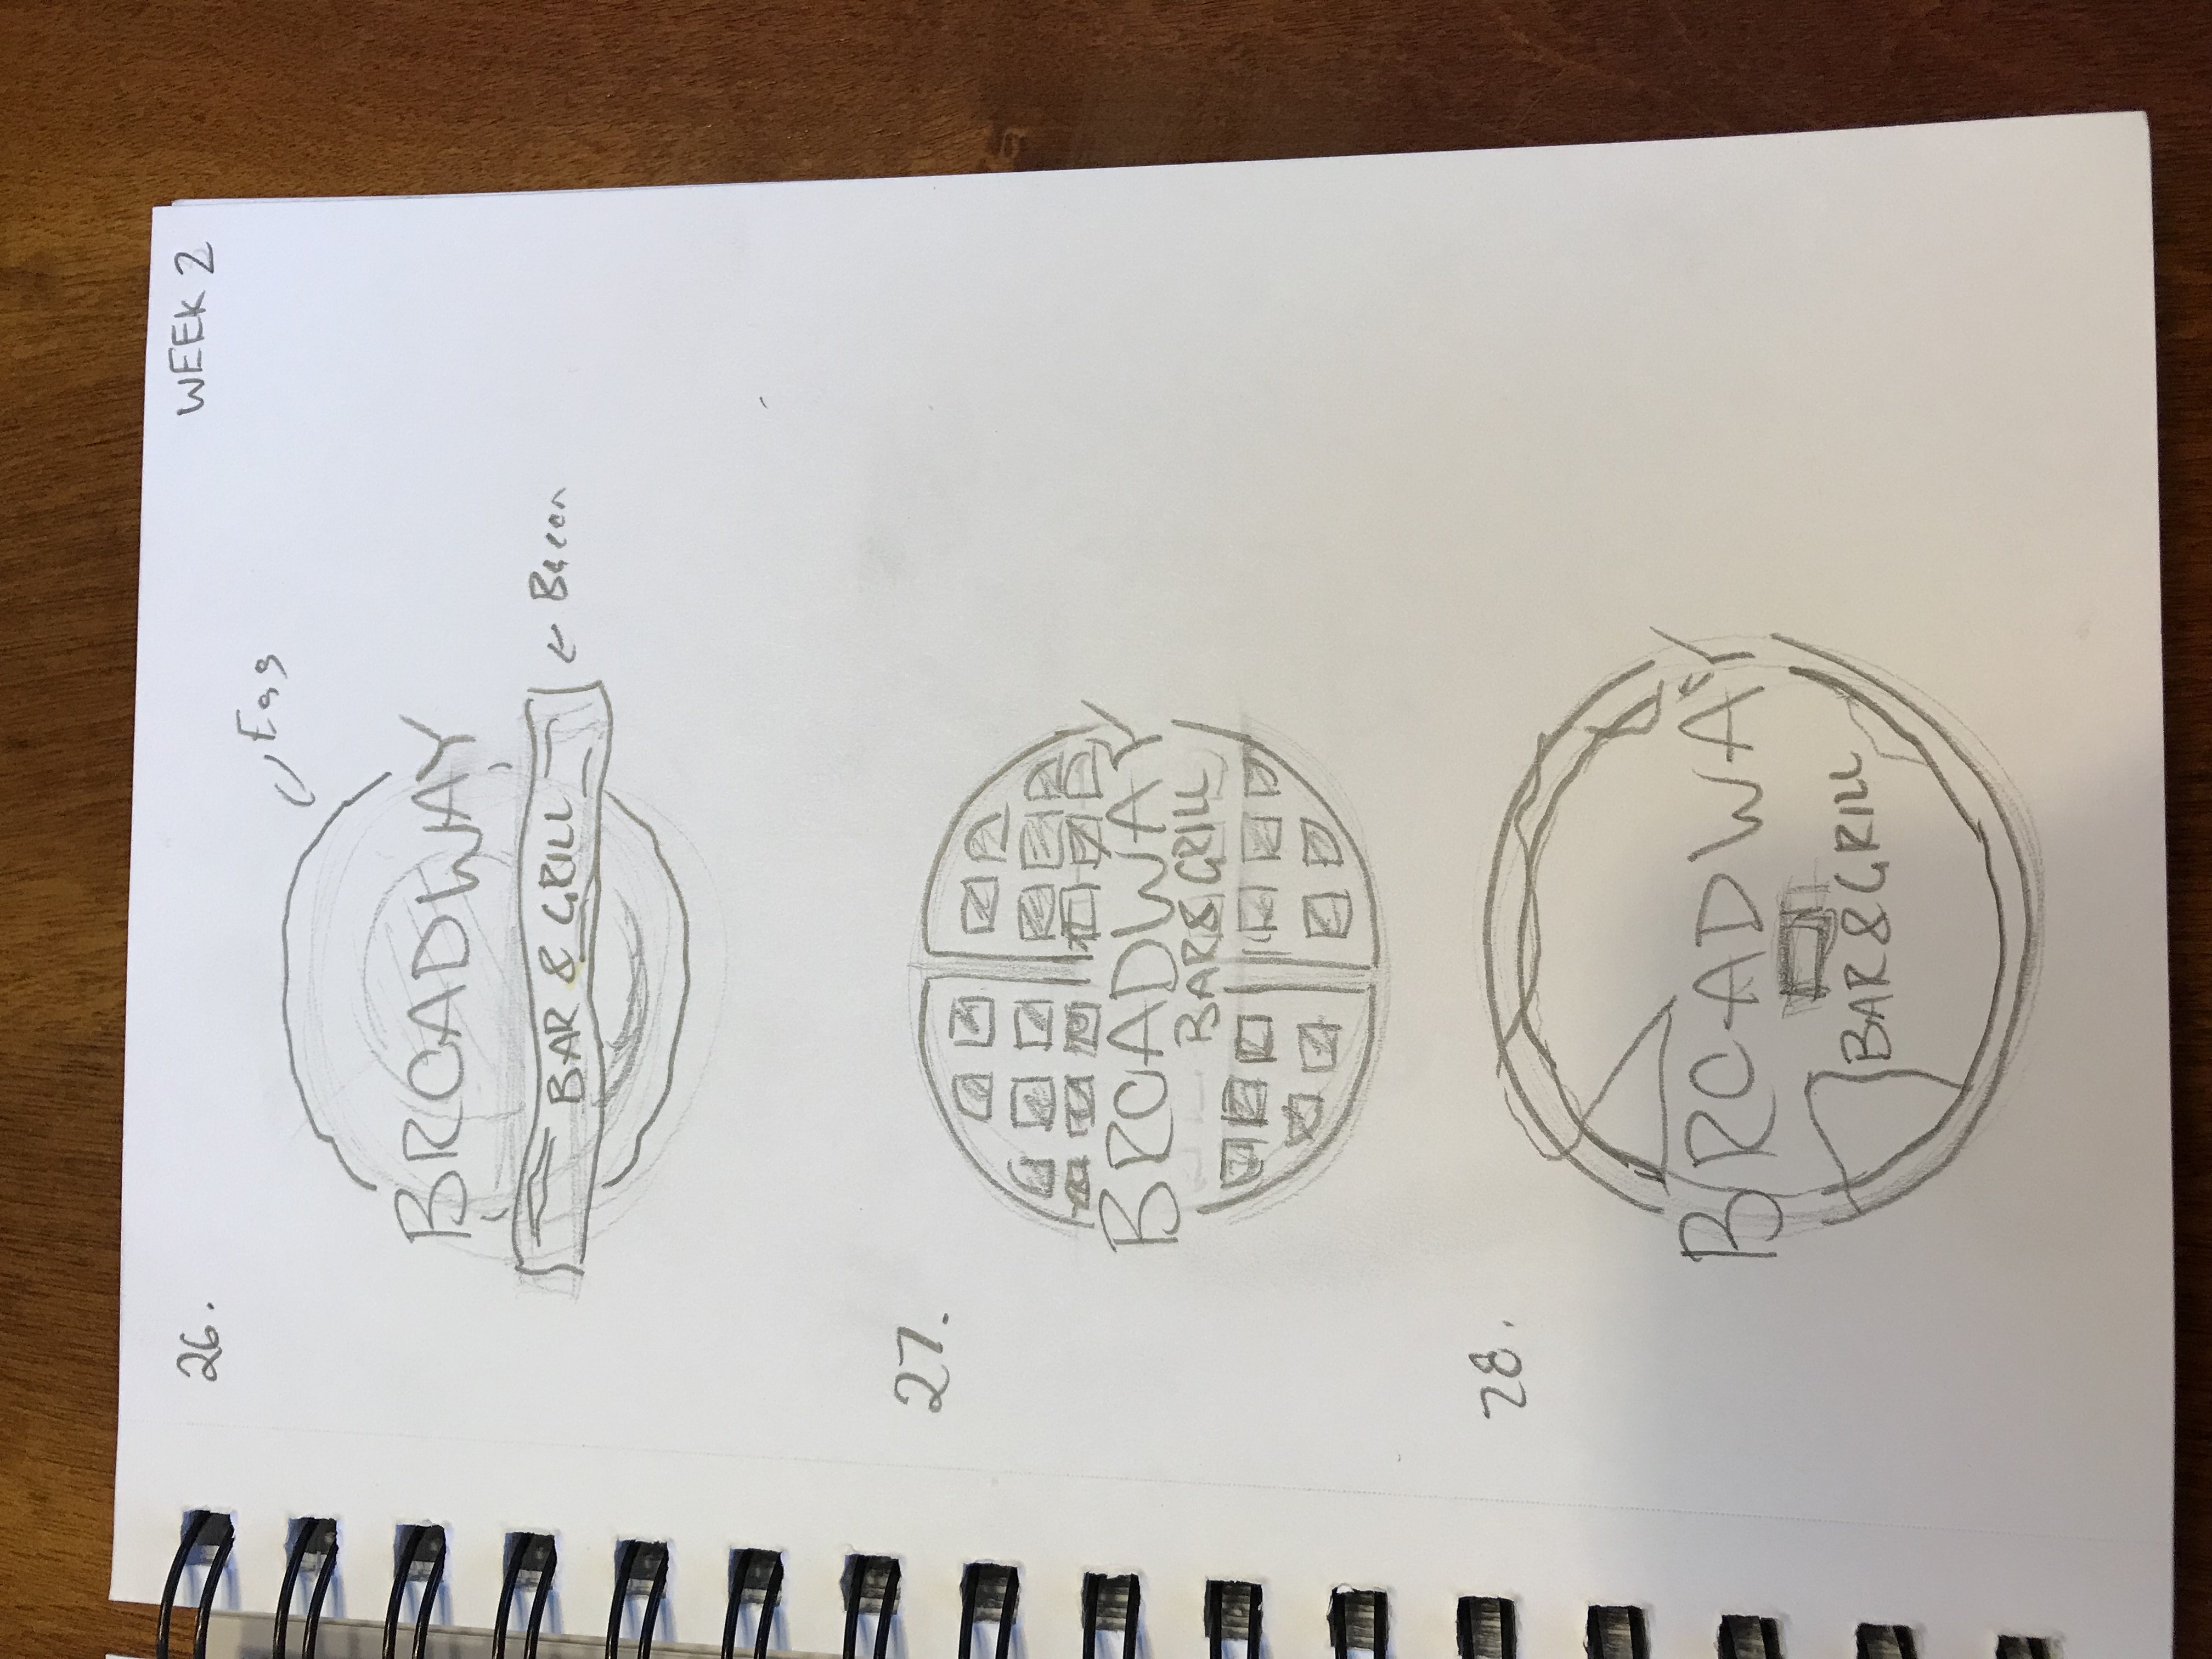 26.
WEEK 2
Egg
BROADWAY
BAR & GRILL
← Bacon
27.
BROADWAY
BAR & GRILL
28.
BROADWAY
BAR & GRILL